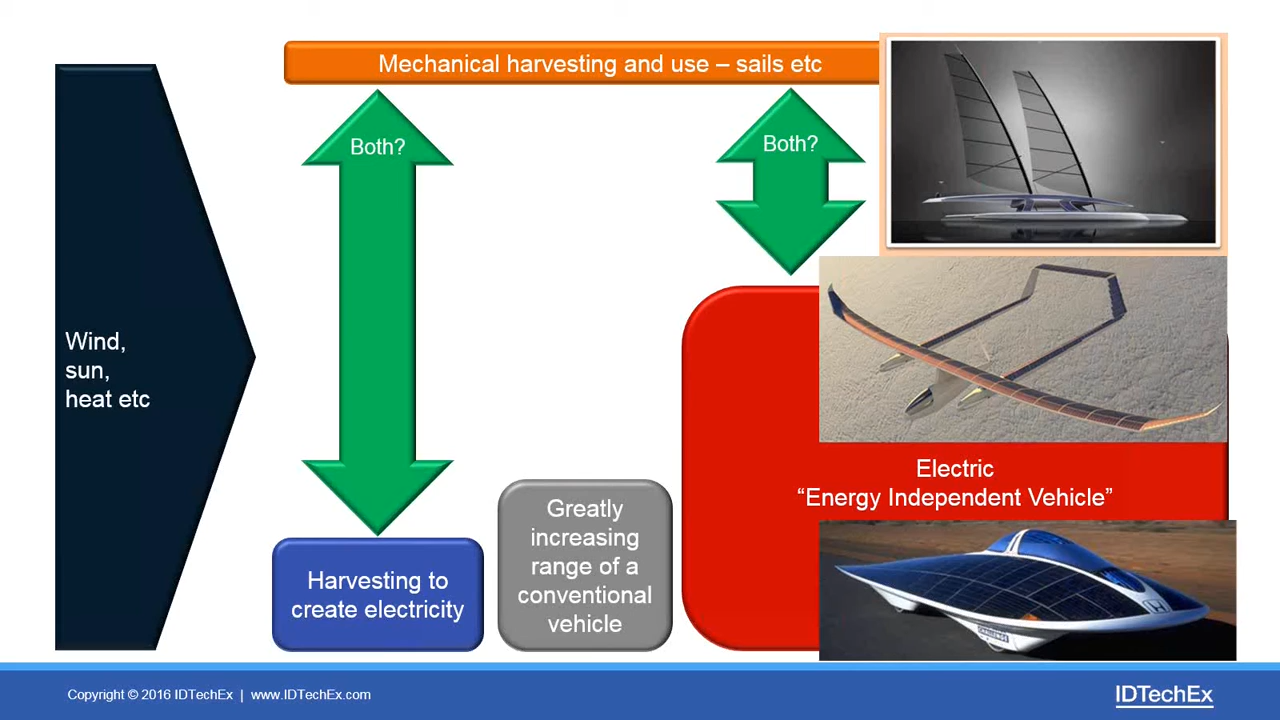 Mechanical harvesting and use – sails etc
Both?
Both?
Wind,
sun,
heat etc
Electric
“Energy Independent Vehicle”
Greatly
increasing
range of a
conventional
vehicle
Harvesting to
create electricity
Copyright © 2016 IDTechEx | www.IDTechEx.com
IDTechEx